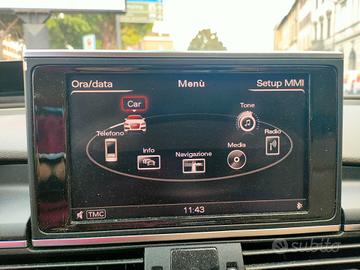 Ora/data
Menù
Setup MMI
Car
Tone
Telefono
Radio
Info
Navigazione
Media
TMC
11:43
subito